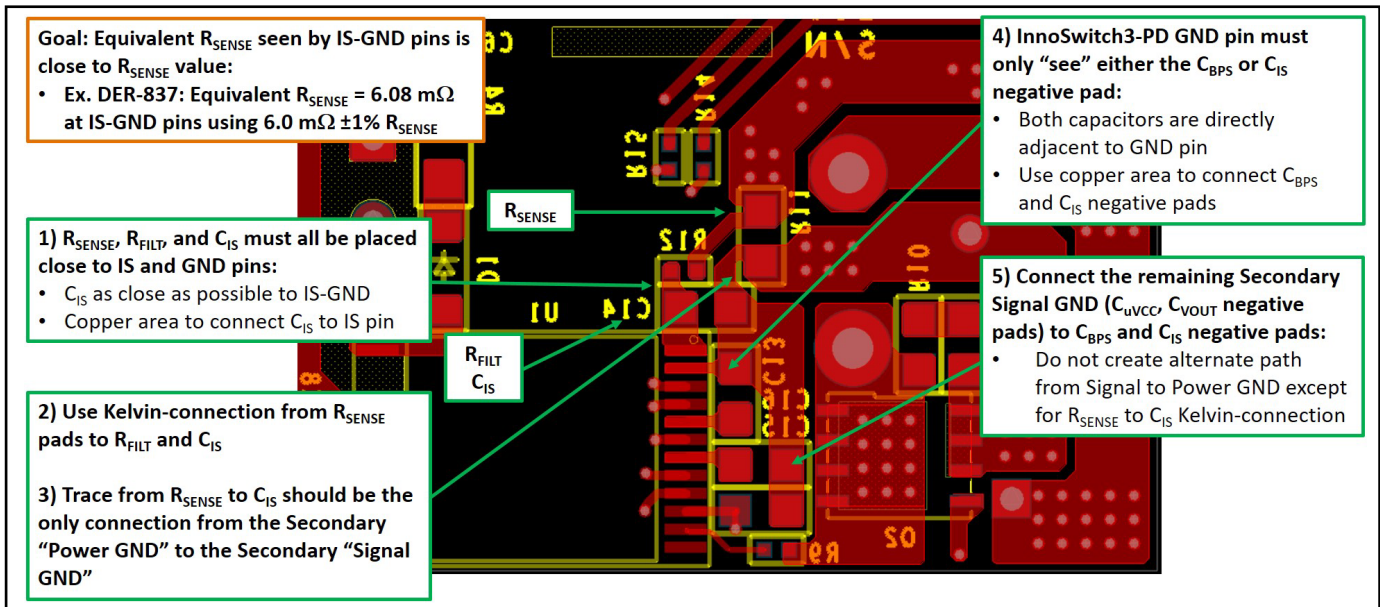 Goal: Equivalent RSENSE seen by IS-GND pins is
close to RSENSE value:
• Ex. DER-837: Equivalent RSENSE = 6.08 mΩ
at IS-GND pins using 6.0 mΩ ±1% RSENSE
1) RSENSE, RFILT, and CIS must all be placed
close to IS and GND pins:
• CIS as close as possible to IS-GND
• Copper area to connect CIS to IS pin
2) Use Kelvin-connection from RSENSE
pads to RFILT and CIS
3) Trace from RSENSE to CIS should be the
only connection from the Secondary
“Power GND” to the Secondary “Signal
GND”
RSENSE
RFILT
CIS
S/N
R14
R15
R11
R12
C14
U1
D1
C13
R10
R9
Q2
4) InnoSwitch3-PD GND pin must
only “see” either the CBPS or CIS
negative pad:
• Both capacitors are directly
adjacent to GND pin
• Use copper area to connect CBPS
and CIS negative pads
5) Connect the remaining Secondary
Signal GND (CuVCC, CVOUT negative
pads) to CBPS and CIS negative pads:
• Do not create alternate path
from Signal to Power GND except
for RSENSE to CIS Kelvin-connection